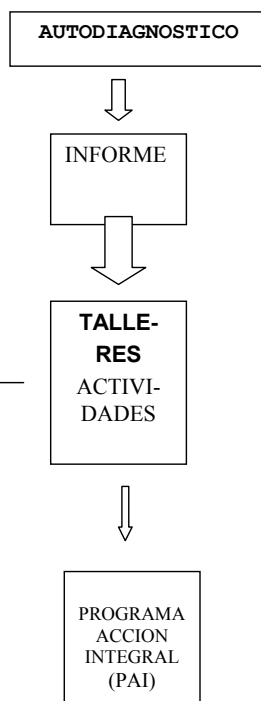 AUTODIAGNOSTICO
INFORME
TALLE-
RES
ACTIVI-
DADES
PROGRAMA
ACCION
INTEGRAL
(PAI)